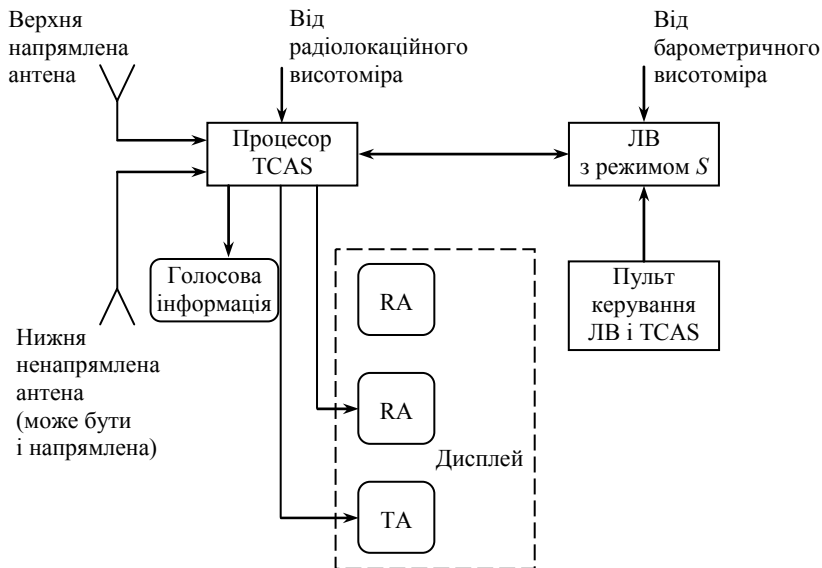 Верхня
напрямлена
антена
Від
радіолокаційного
висотоміра
Від
барометричного
висотоміра
Процесор
TCAS
ЛВ
з режимом S
Голосова
інформація
RA
Пульт
керування
ЛВ і TCAS
Нижня
ненапрямлена
антена
(може бути
і напрямлена)
RA
Дисплей
TA